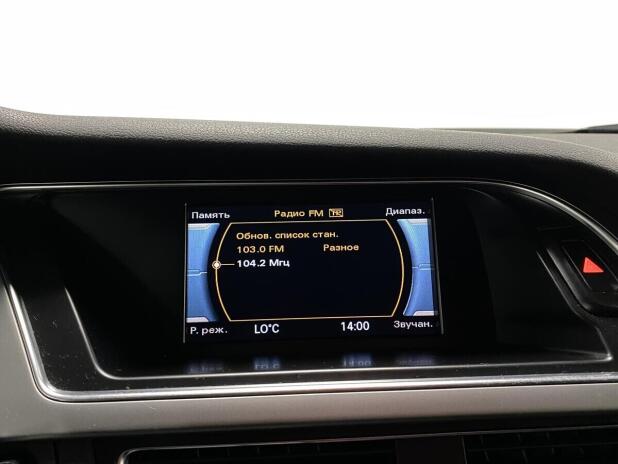 Память Радио FM TP Диапаз.
Обнов. список стан.
103.0 FM Разное
104.2 Мгц
Р. реж. LO°C 14:00 Звучан.